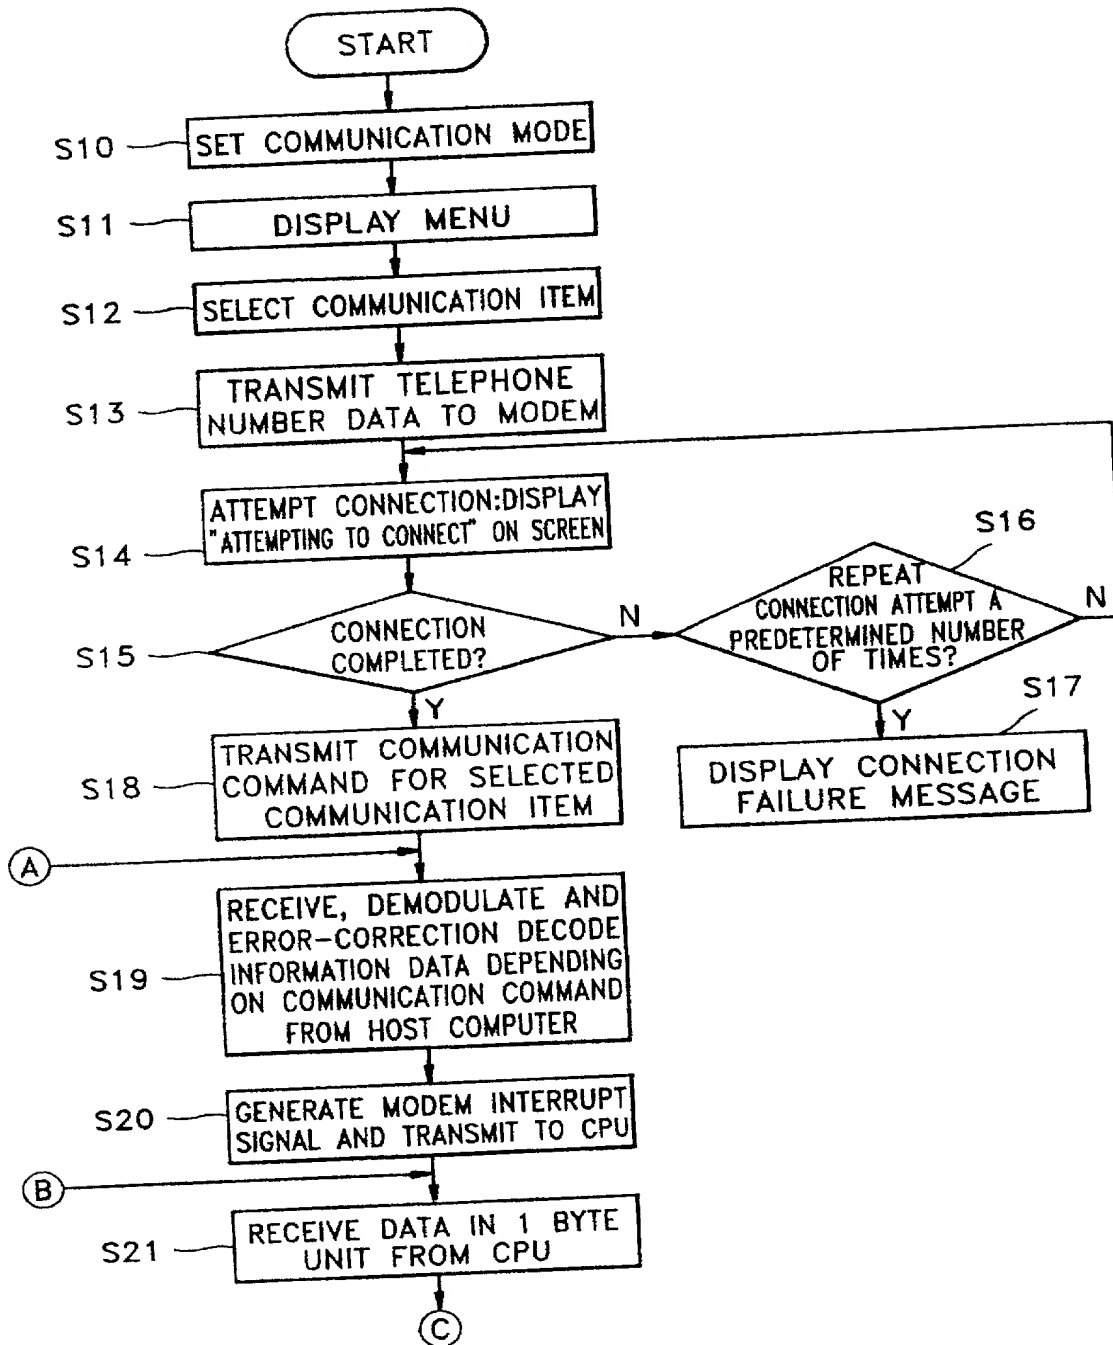 START
S10
SET COMMUNICATION MODE
S11
DISPLAY MENU
S12
SELECT COMMUNICATION ITEM
S13
TRANSMIT TELEPHONE
NUMBER DATA TO MODEM
S14
ATTEMPT CONNECTION:DISPLAY
"ATTEMPTING TO CONNECT" ON SCREEN
S15
CONNECTION
COMPLETED?
N
Y
S16
REPEAT
CONNECTION ATTEMPT A
PREDETERMINED NUMBER
OF TIMES?
N
Y
S17
DISPLAY CONNECTION
FAILURE MESSAGE
S18
TRANSMIT COMMUNICATION
COMMAND FOR SELECTED
COMMUNICATION ITEM
A
S19
RECEIVE, DEMODULATE AND
ERROR-CORRECTION DECODE
INFORMATION DATA DEPENDING
ON COMMUNICATION COMMAND
FROM HOST COMPUTER
S20
GENERATE MODEM INTERRUPT
SIGNAL AND TRANSMIT TO CPU
B
S21
RECEIVE DATA IN 1 BYTE
UNIT FROM CPU
C